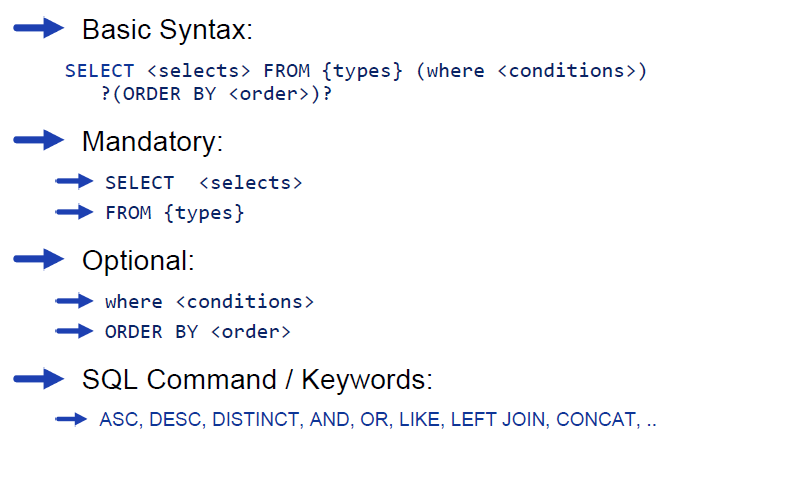 Basic Syntax:
SELECT <selects> FROM {types} (where <conditions>)
?(ORDER BY <order>)?
Mandatory:
SELECT  <selects>
FROM {types}
Optional:
where <conditions>
ORDER BY <order>
SQL Command / Keywords:
ASC, DESC, DISTINCT, AND, OR, LIKE, LEFT JOIN, CONCAT, ..